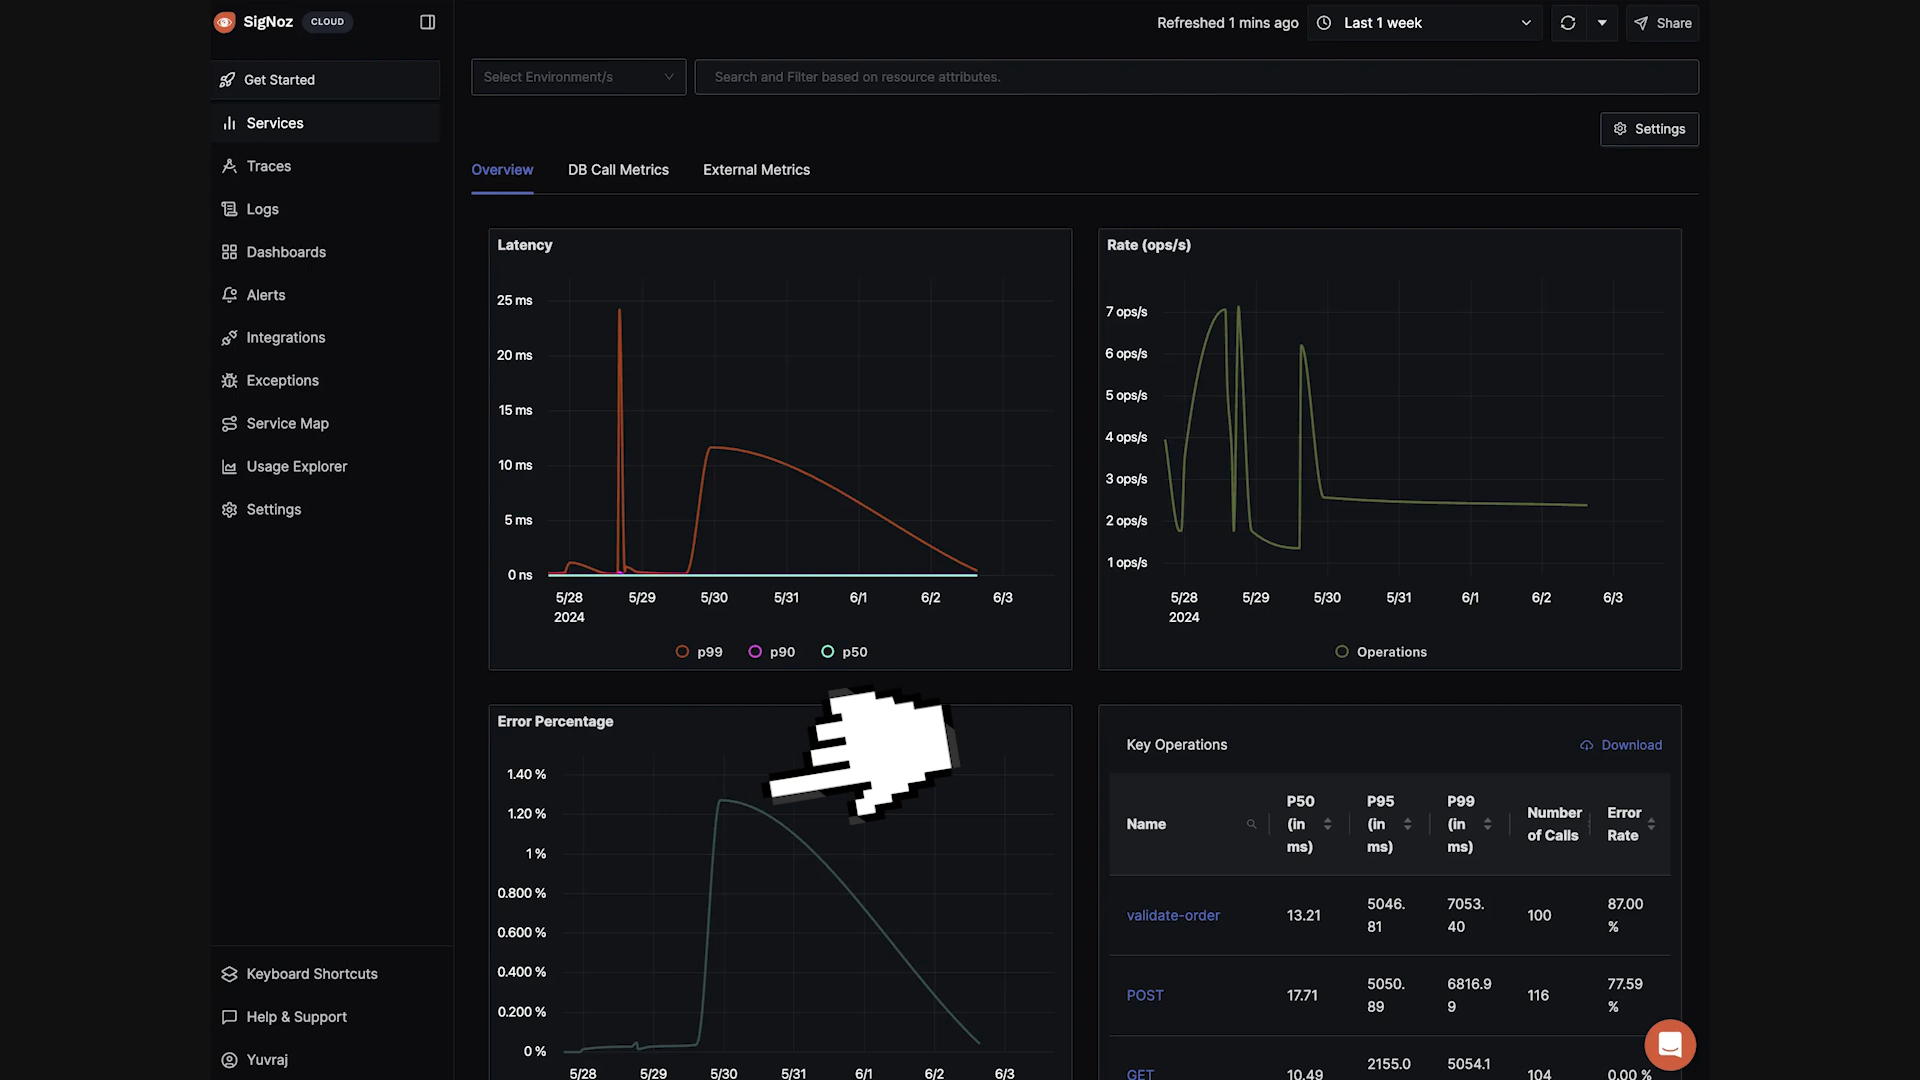 SigNoz CLOUD
Refreshed 1 mins ago
Last 1 week
Share
Get Started
Services
Traces
Logs
Dashboards
Alerts
Integrations
Exceptions
Service Map
Usage Explorer
Settings
Keyboard Shortcuts
Help & Support
Yuvraj
Select Environment/s
Search and Filter based on resource attributes.
Settings
Overview DB Call Metrics External Metrics
Latency
25 ms
20 ms
15 ms
10 ms
5 ms
0 ns
5/28 5/29 5/30 5/31 6/1 6/2 6/3
2024
p99 p90 p50
Rate (ops/s)
7 ops/s
6 ops/s
5 ops/s
4 ops/s
3 ops/s
2 ops/s
1 ops/s
5/28 5/29 5/30 5/31 6/1 6/2 6/3
2024
Operations
Error Percentage
1.40 %
1.20 %
1 %
0.800 %
0.600 %
0.400 %
0.200 %
0 %
5/28 5/29 5/30 5/31 6/1 6/2 6/3
Key Operations
Download
Name
P50
(in
ms)
P95
(in
ms)
P99
(in
ms)
Number
of Calls
Error
Rate
validate-order 13.21 5046.
81 7053.
40 100 87.00
%
POST 17.71 5050.
89 6816.9
9 116 77.59
%
GET 10.49 2155.0 5054.1 104 0.00 %